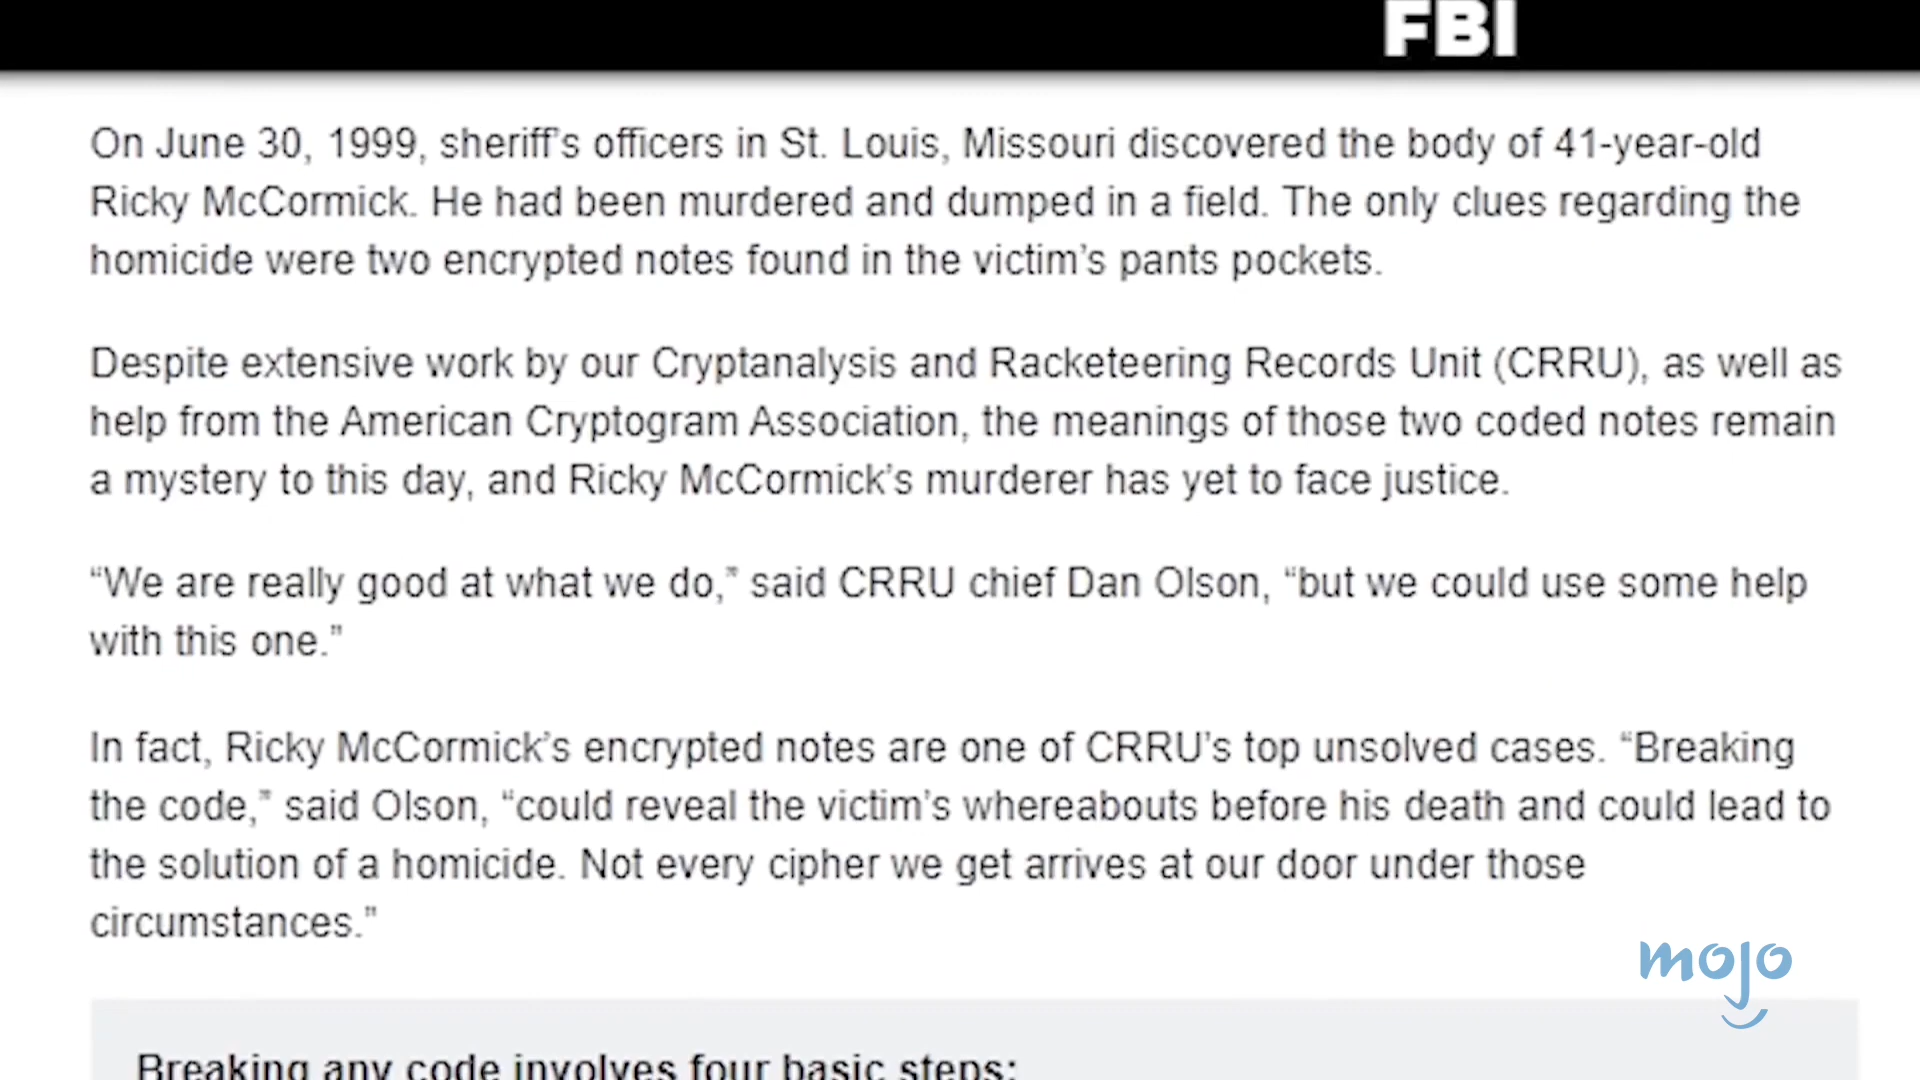 FBI
On June 30, 1999, sheriff’s officers in St. Louis, Missouri discovered the body of 41-year-old
Ricky McCormick. He had been murdered and dumped in a field. The only clues regarding the
homicide were two encrypted notes found in the victim’s pants pockets.
Despite extensive work by our Cryptanalysis and Racketeering Records Unit (CRRU), as well as
help from the American Cryptogram Association, the meanings of those two coded notes remain
a mystery to this day, and Ricky McCormick’s murderer has yet to face justice.
“We are really good at what we do,” said CRRU chief Dan Olson, “but we could use some help
with this one.”
In fact, Ricky McCormick’s encrypted notes are one of CRRU’s top unsolved cases. “Breaking
the code,” said Olson, “could reveal the victim’s whereabouts before his death and could lead to
the solution of a homicide. Not every cipher we get arrives at our door under those
circumstances.”
mojo
Breaking any code involves four basic steps: